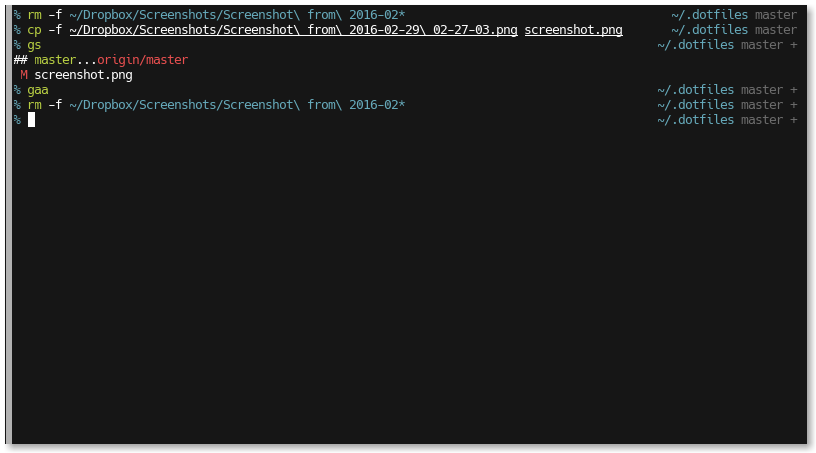 % rm -f ~/Dropbox/Screenshots/Screenshot\ from\ 2016-02* ~/.dotfiles master
% cp -f ~/Dropbox/Screenshots/Screenshot\ from\ 2016-02-29\ 02-27-03.png screenshot.png ~/.dotfiles master
% gs ~/.dotfiles master +
## master...origin/master
 M screenshot.png
% gaa ~/.dotfiles master +
% rm -f ~/Dropbox/Screenshots/Screenshot\ from\ 2016-02* ~/.dotfiles master +
% ~/.dotfiles master +